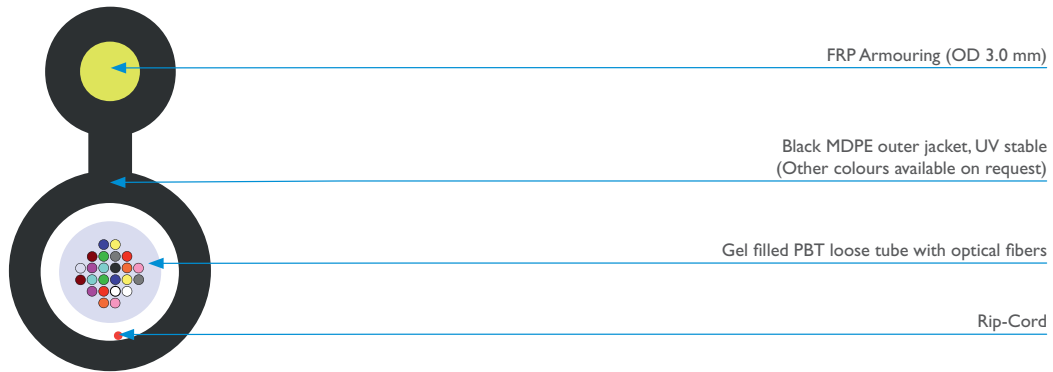 FRP Armouring (OD 3.0 mm)
Black MDPE outer jacket, UV stable
(Other colours available on request)
Gel filled PBT loose tube with optical fibers
Rip-Cord